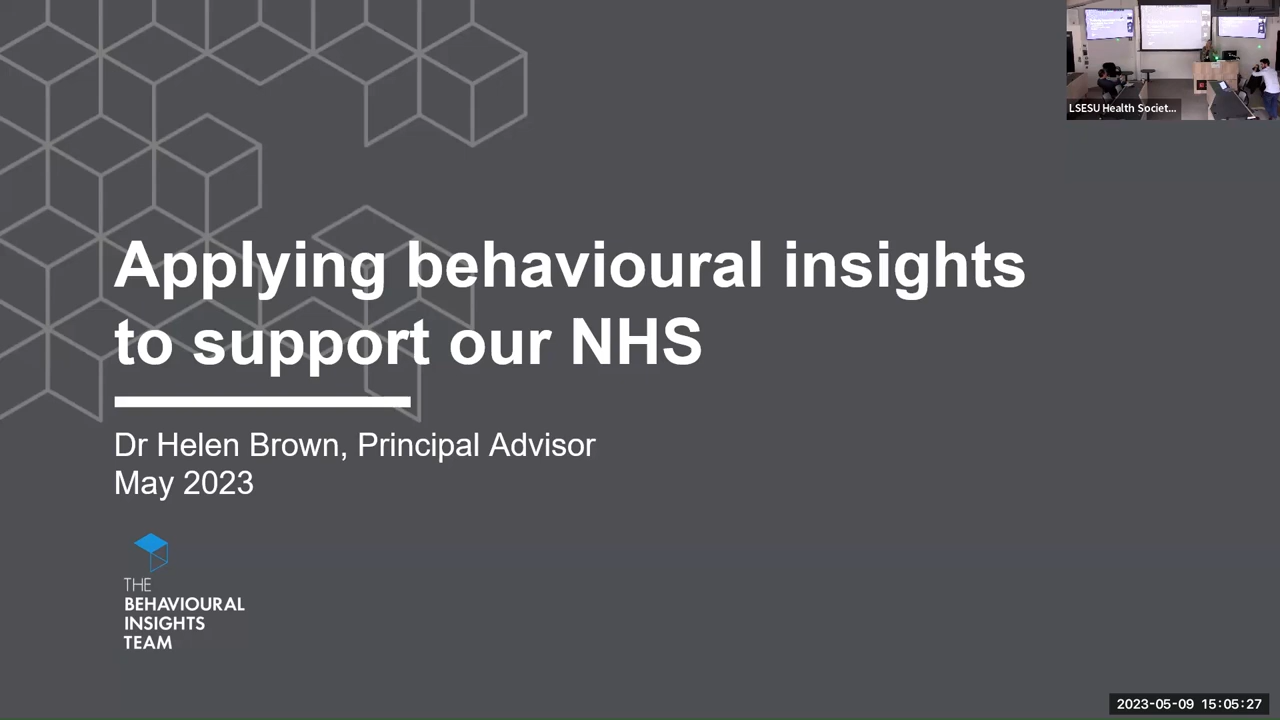 LSESU Health Societ...
Applying behavioural insights
to support our NHS
Dr Helen Brown, Principal Advisor
May 2023
THE
BEHAVIOURAL
INSIGHTS
TEAM
2023-05-09 15:05:27